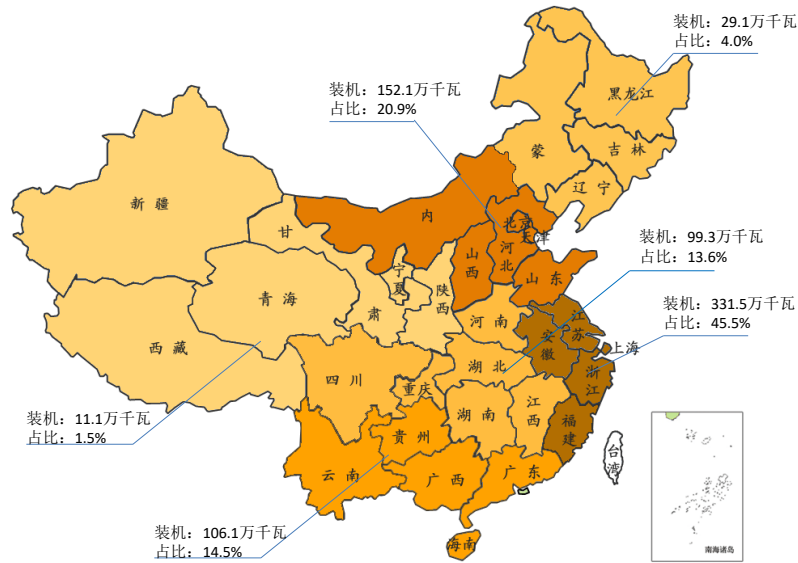 装机：29.1万千瓦
占比：4.0%
装机：152.1万千瓦
占比：20.9%
黑龙江
蒙
吉林
辽宁
新疆
内
甘
北京
天津
装机：99.3万千瓦
占比：13.6%
河北
山西
宁夏
山东
青海
陕西
肃
装机：331.5万千瓦
占比：45.5%
河南
江苏
安徽
上海
西藏
湖北
四川
浙江
重庆
装机：11.1万千瓦
占比：1.5%
湖南
江西
贵州
福建
台湾
云南
广西
广东
装机：106.1万千瓦
占比：14.5%
海南
南海诸岛